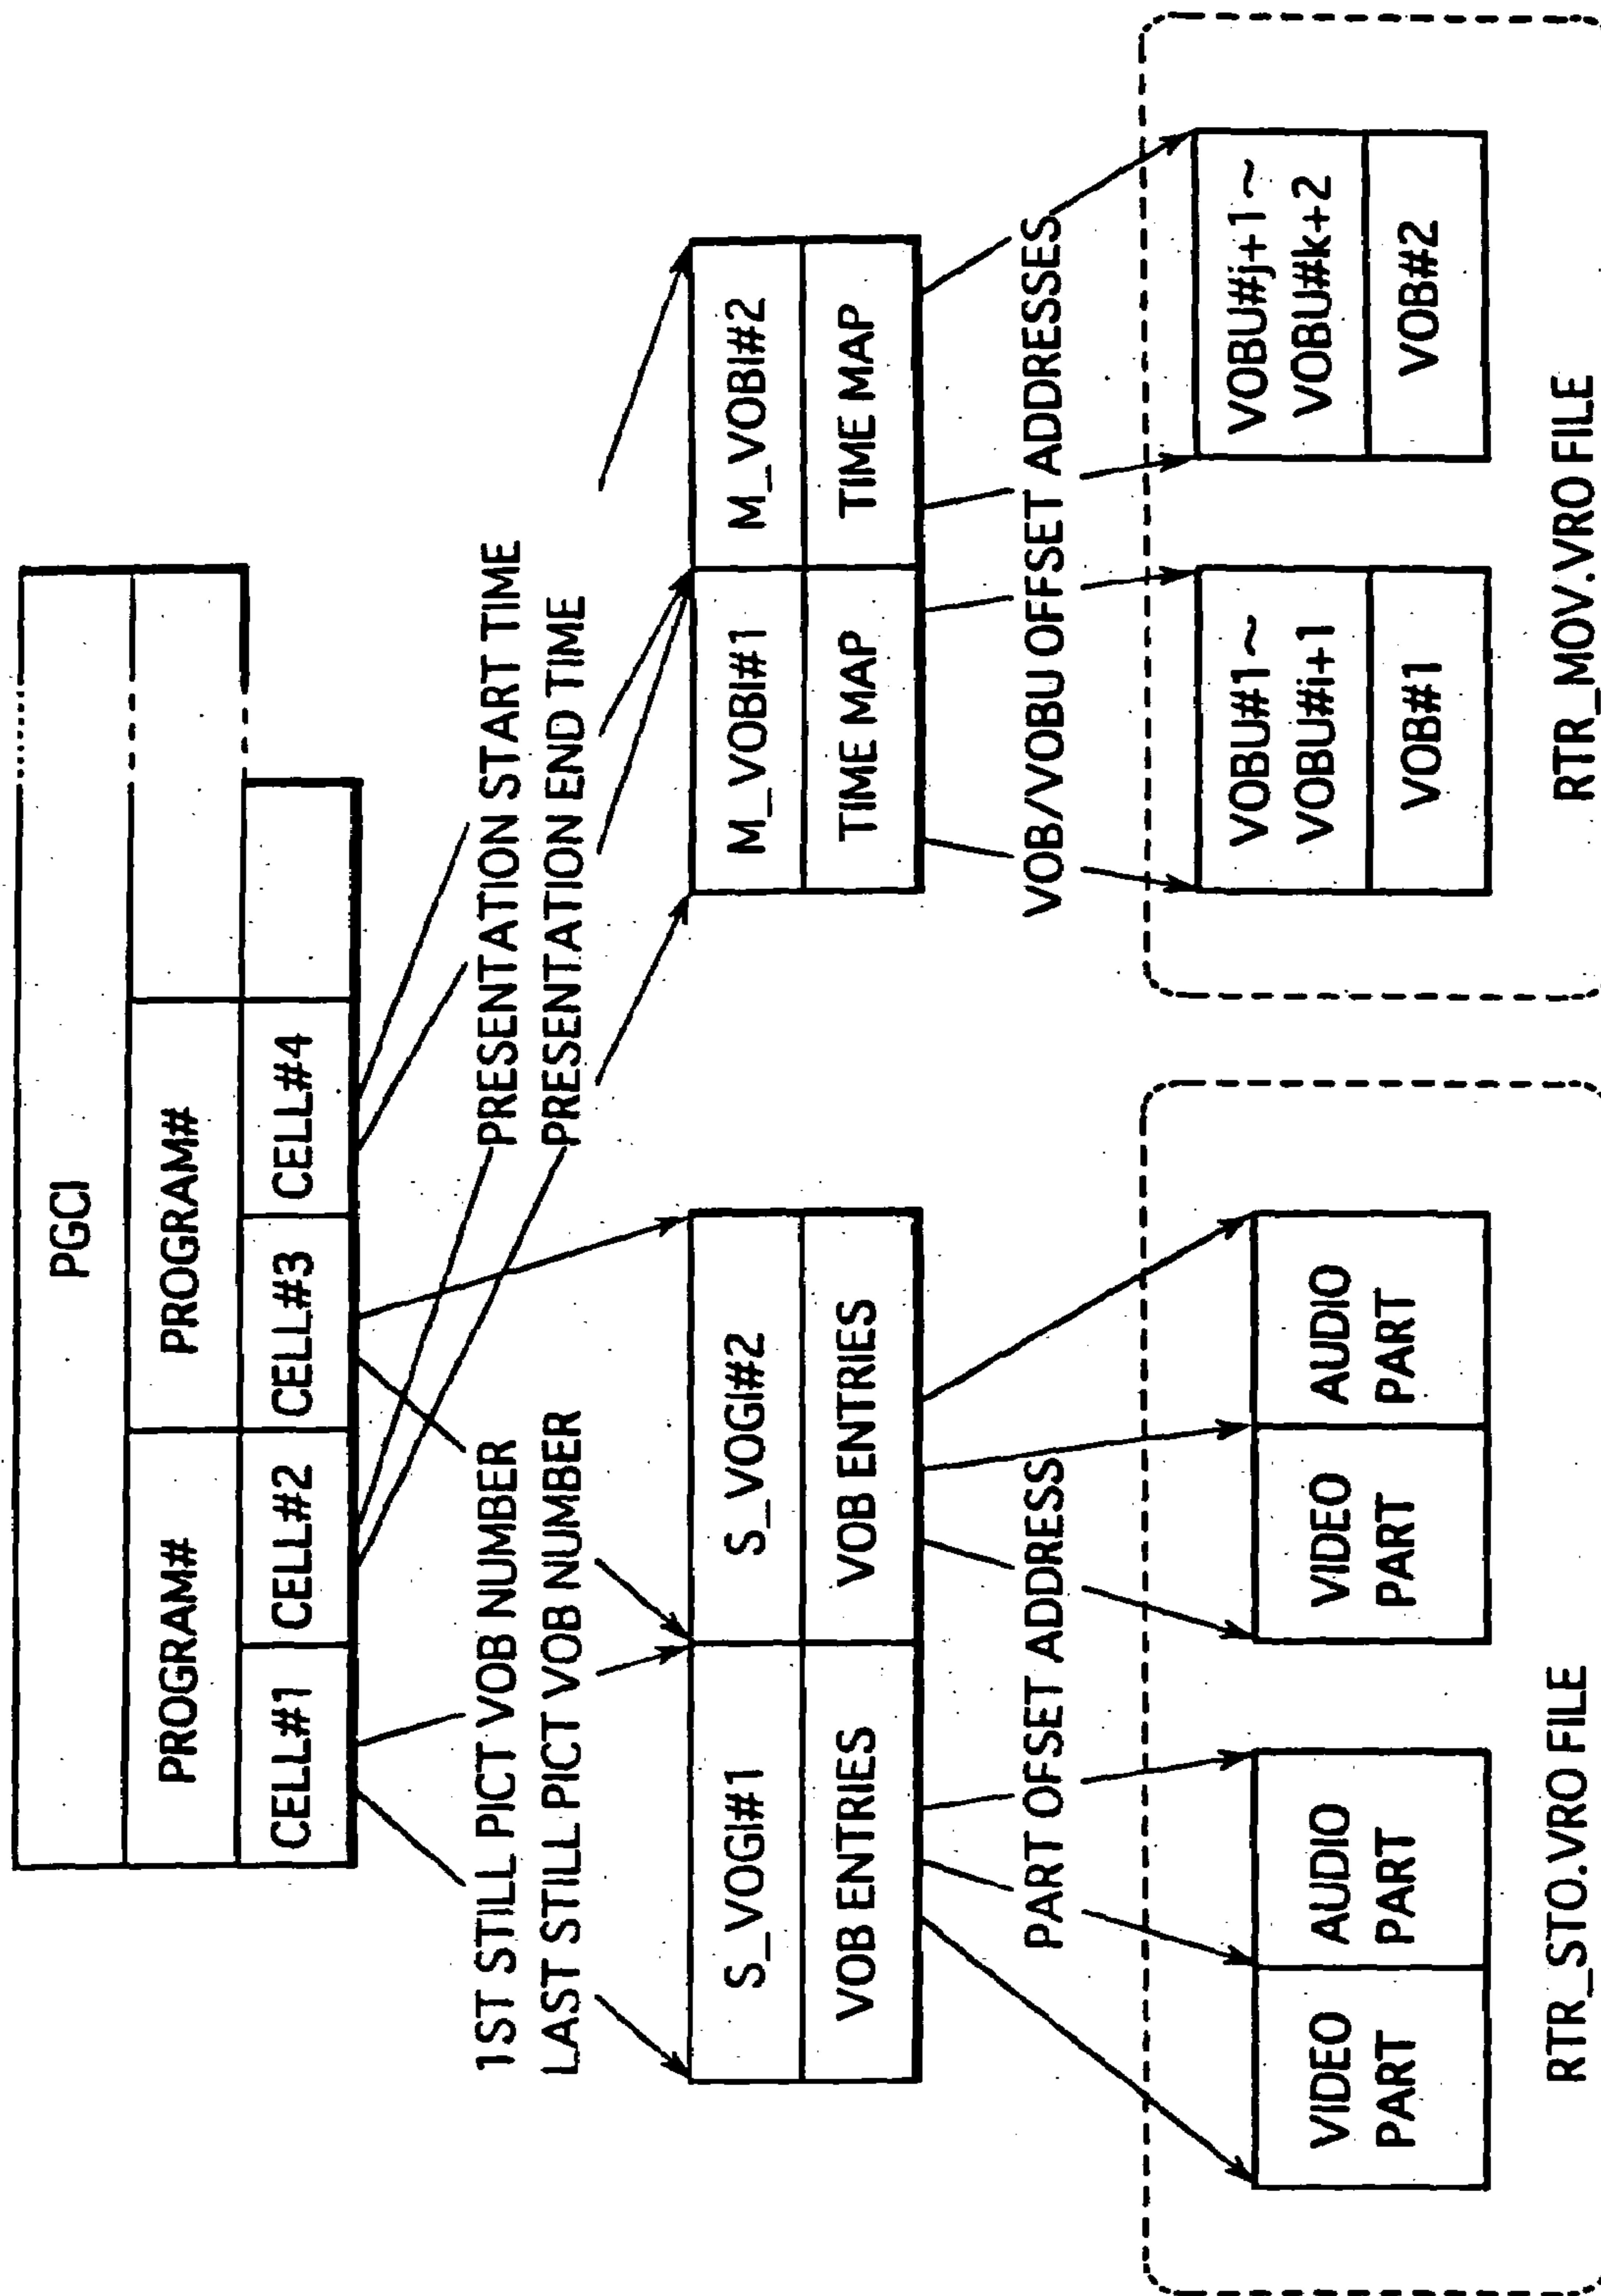 PGCI
PROGRAM#
PROGRAM#
CELL#1
CELL#2
CELL#3
CELL#4
1ST STILL PICT VOB NUMBER
LAST STILL PICT VOB NUMBER
PRESENTATION START TIME
PRESENTATION END TIME
S_VOGI#1
S_VOGI#2
VOB ENTRIES
VOB ENTRIES
M_VOBI#1
M_VOBI#2
TIME MAP
TIME MAP
PART OFFSET ADDRESS
VOB/VOBU OFFSET ADDRESSES
VIDEO
PART
AUDIO
PART
VIDEO
PART
AUDIO
PART
VOBU#1~
VOBU#i+1
VOB#1
VOBU#j+1~
VOBU#k+2
VOB#2
RTR_STO.VRO FILE
RTR_MOV.VRO FILE